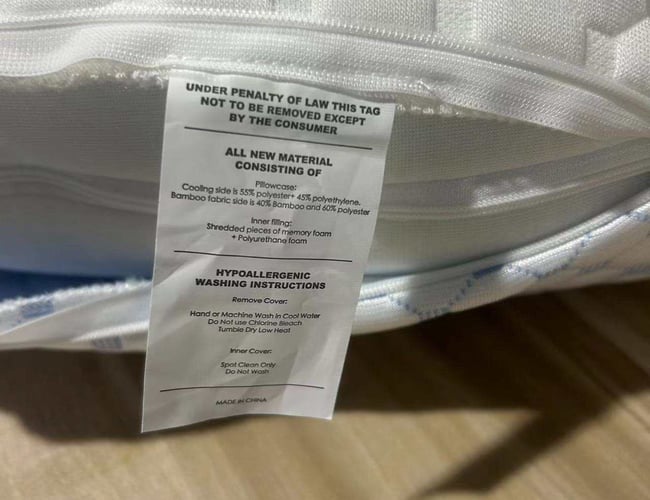 UNDER PENALTY OF LAW THIS TAG
NOT TO BE REMOVED EXCEPT
BY THE CONSUMER
ALL NEW MATERIAL
CONSISTING OF
Pillowcase:
Cooling side is 55% polyester+ 45% polyethylene.
Bamboo fabric side is 40% Bamboo and 60% polyester
Inner filling:
Shredded pieces of memory foam
+ Polyurethane foam
HYPOALLERGENIC
WASHING INSTRUCTIONS
Remove Cover:
Hand or Machine Wash in Cool Water
Do Not use Chlorine Bleach
Tumble Dry Low Heat
Inner Cover:
Spot Clean Only
Do Not Wash
MADE IN CHINA